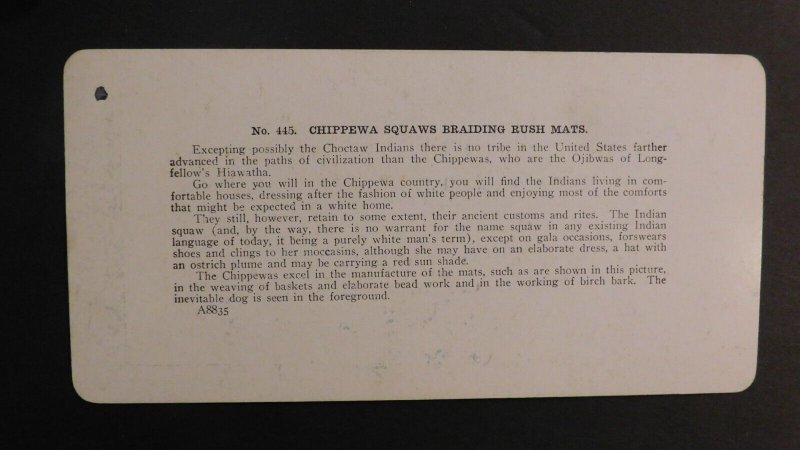 No. 445. CHIPPEWA SQUAWS BRAIDING RUSH MATS.
Excepting possibly the Choctaw Indians there is no tribe in the United States farther
advanced in the paths of civilization than the Chippewas, who are the Ojibwas of Long-
fellow's Hiawatha.
Go where you will in the Chippewa country, you will find the Indians living in com-
fortable houses, dressing after the fashion of white people and enjoying most of the comforts
that might be expected in a white home.
They still, however, retain to some extent, their ancient customs and rites. The Indian
squaw (and, by the way, there is no warrant for the name squaw in any existing Indian
language of today, it being a purely white man's term), except on gala occasions, forswears
shoes and clings to her moccasins, although she may have on an elaborate dress, a hat with
an ostrich plume and may be carrying a red sun shade.
The Chippewas excel in the manufacture of the mats, such as are shown in this picture,
in the weaving of baskets and elaborate bead work and in the working of birch bark. The
inevitable dog is seen in the foreground.
A8835